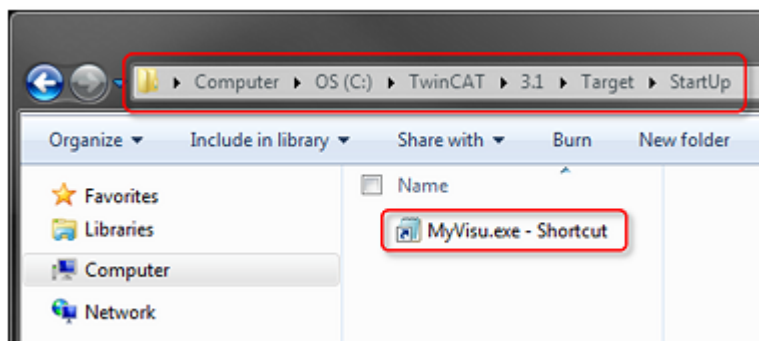 Computer OS (C:) TwinCAT 3.1 Target StartUp
Organize Include in library Share with Burn New folder
Favorites
Libraries
Computer
Network
Name
MyVisu.exe - Shortcut